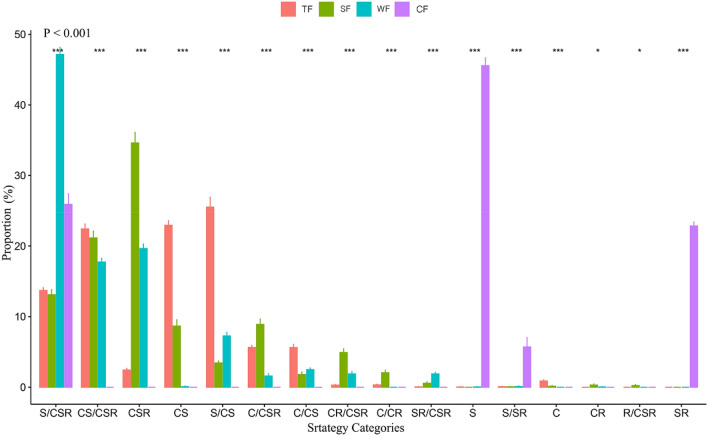 TF SF WF CF
P < 0.001
*** *** *** *** *** *** *** *** *** *** *** *** *** * * ***
50
40
30
20
10
0
Proportion (%)
S/CSR CS/CSR CSR CS S/CS C/CSR C/CS CR/CSR C/CR SR/CSR S S/SR C CR R/CSR SR
Srtategy Categories